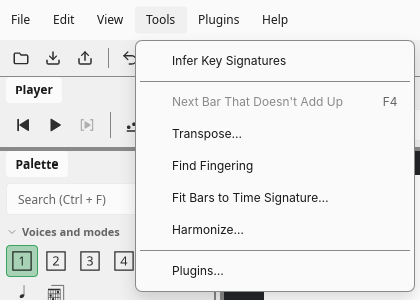 File Edit View Tools Plugins Help
Infer Key Signatures
Player
Next Bar That Doesn't Add Up F4
Transpose...
Find Fingering
Palette
Fit Bars to Time Signature...
Search (Ctrl + F)
Harmonize...
Voices and modes
1 2 3 4
Plugins...